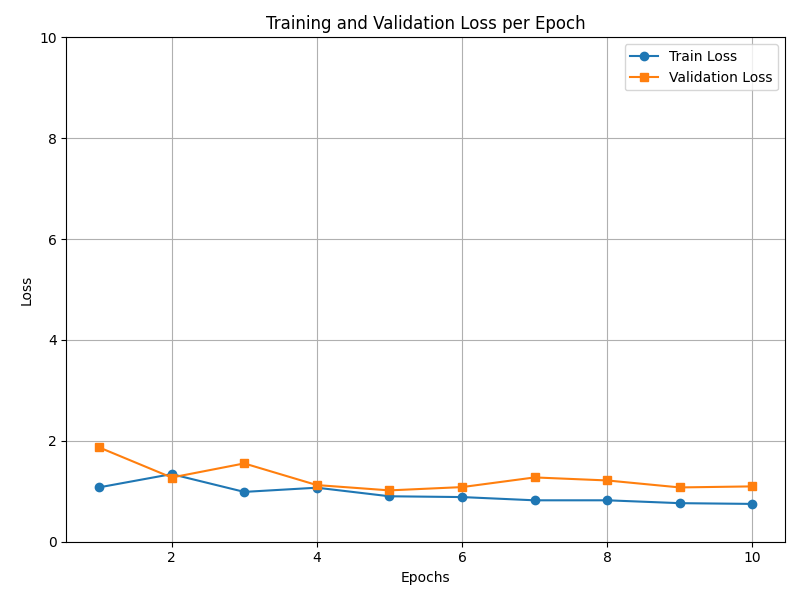 Training and Validation Loss per Epoch
10
Train Loss
Validation Loss
8
6
Loss
4
2
0
2 4 6 8 10
Epochs